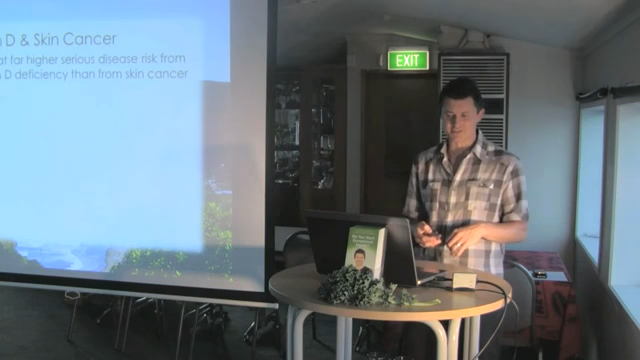 D & Skin Cancer
at far higher serious disease risk from
D deficiency than from skin cancer
EXIT